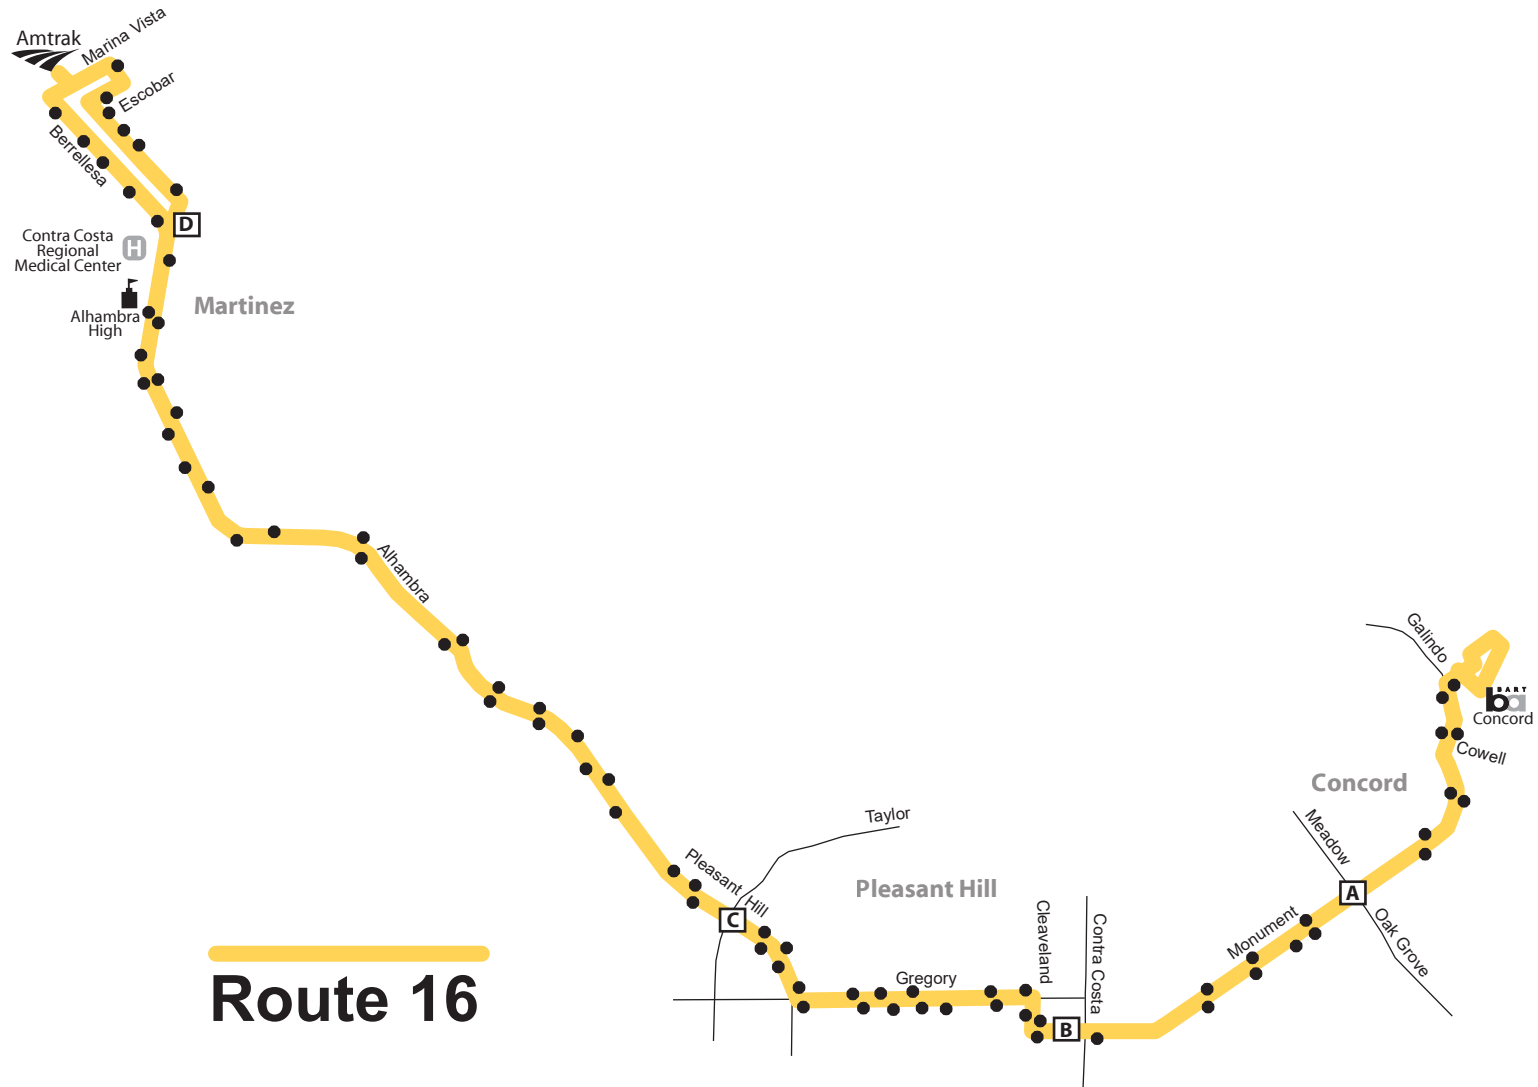 Amtrak
Marina Vista
Escobar
Berrellesa
D
Contra Costa
Regional
Medical Center
H
Martinez
Alhambra
High
Alhambra
Galindo
BART
ba
Concord
Cowell
Concord
Taylor
Meadow
Pleasant Hill
Pleasant Hill
A
C
Cleaveland
Contra Costa
Monument
Oak Grove
Gregory
Route 16
B